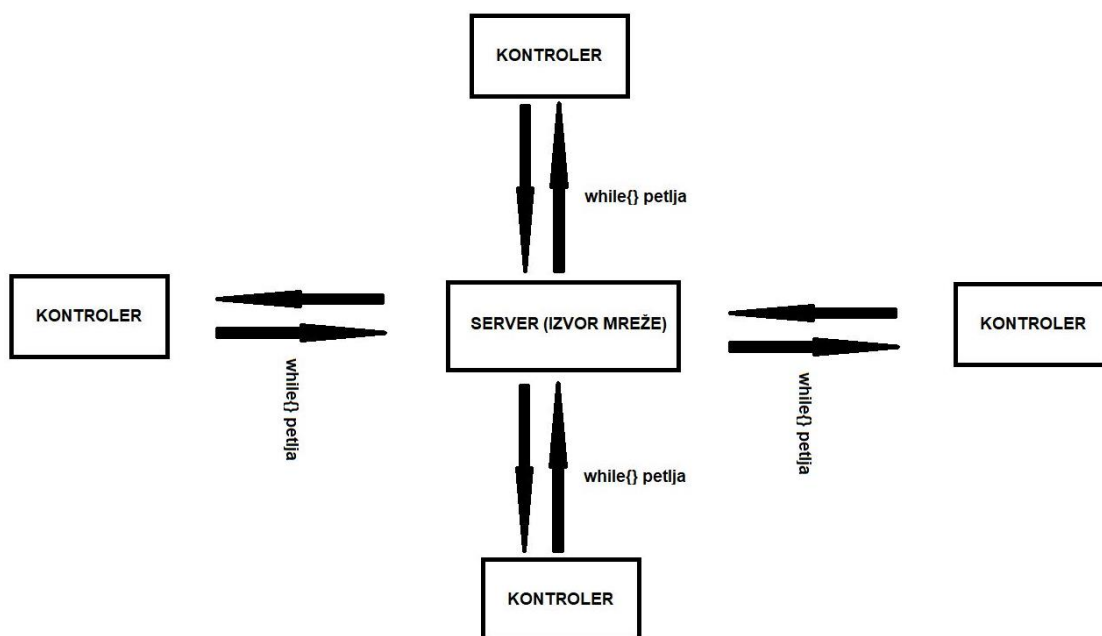 KONTROLER
while{} petlja
KONTROLER
SERVER (IZVOR MREŽE)
KONTROLER
while{} petlja
while{} petlja
while{} petlja
KONTROLER